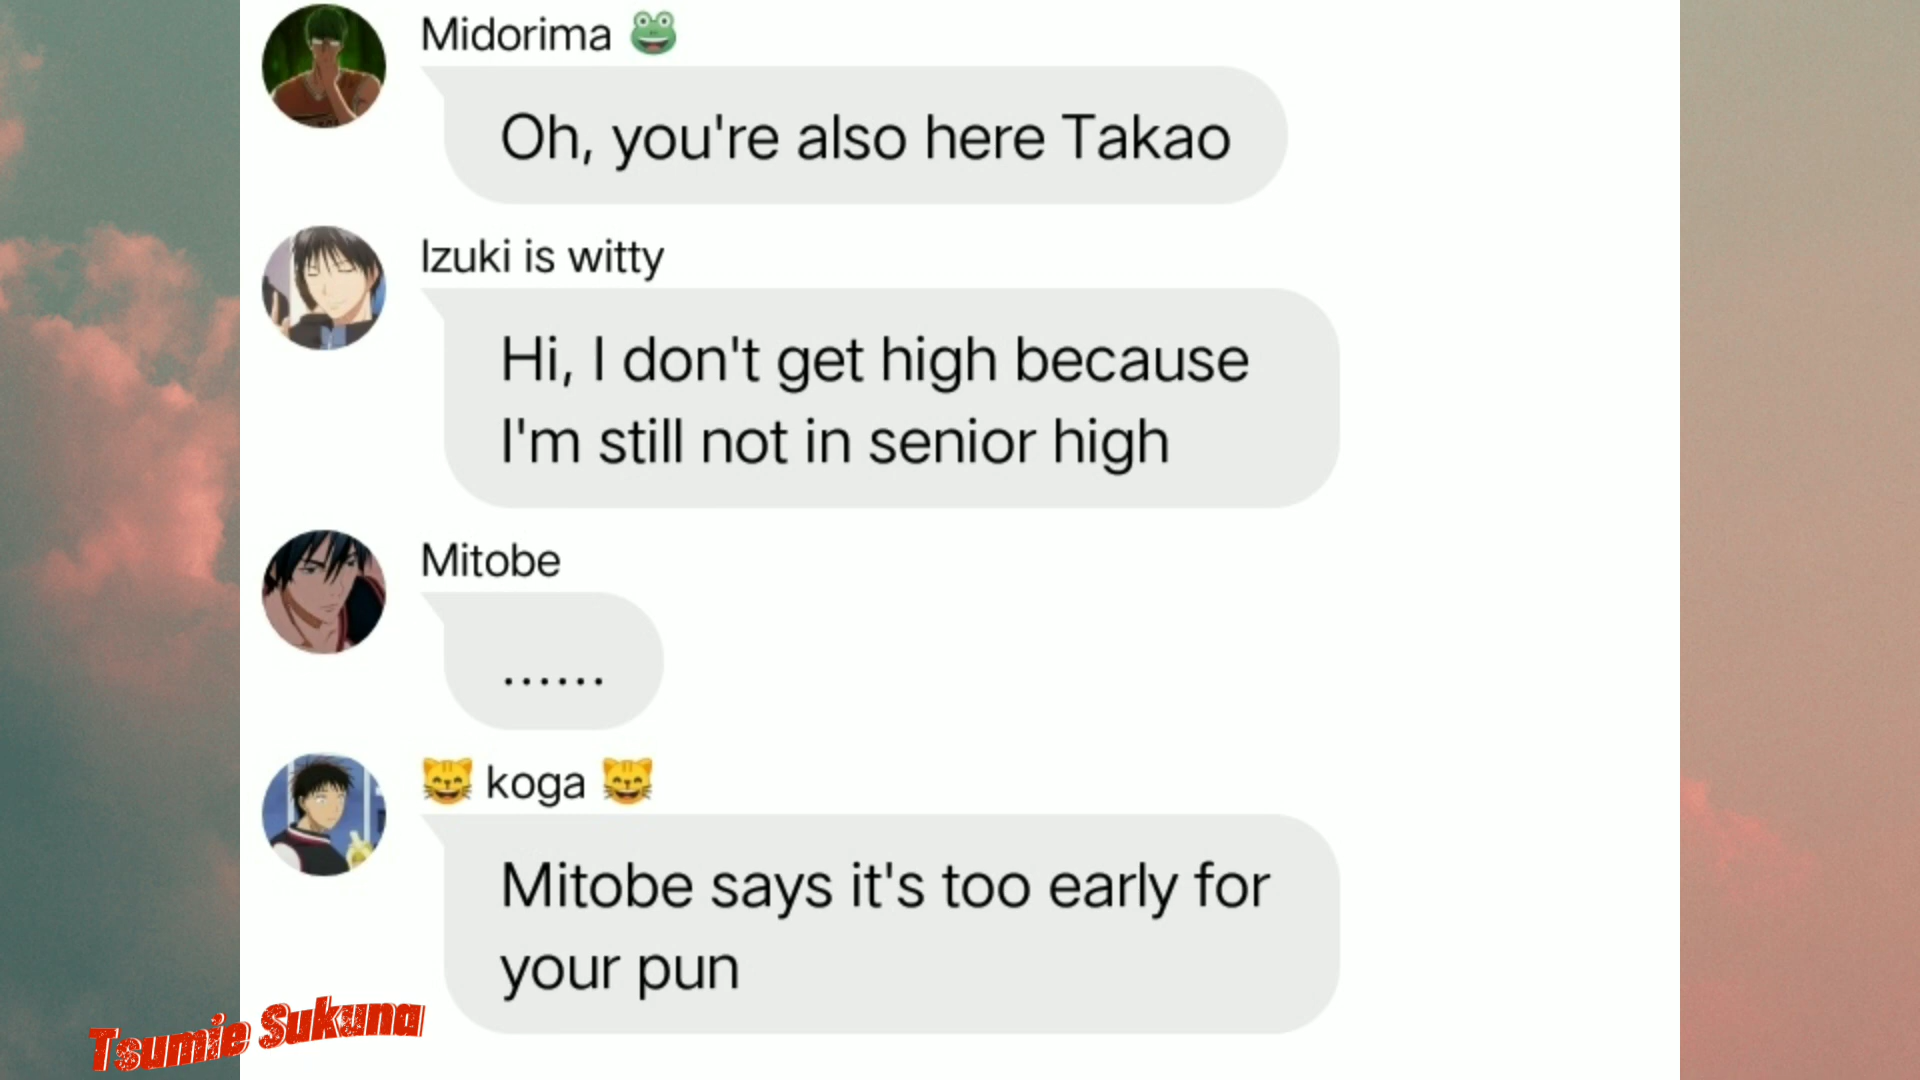 Midorima 🐸
Oh, you're also here Takao
Izuki is witty
Hi, I don't get high because
I'm still not in senior high
Mitobe
......
😸 koga 😸
Mitobe says it's too early for
your pun
Tsumie Sukuna